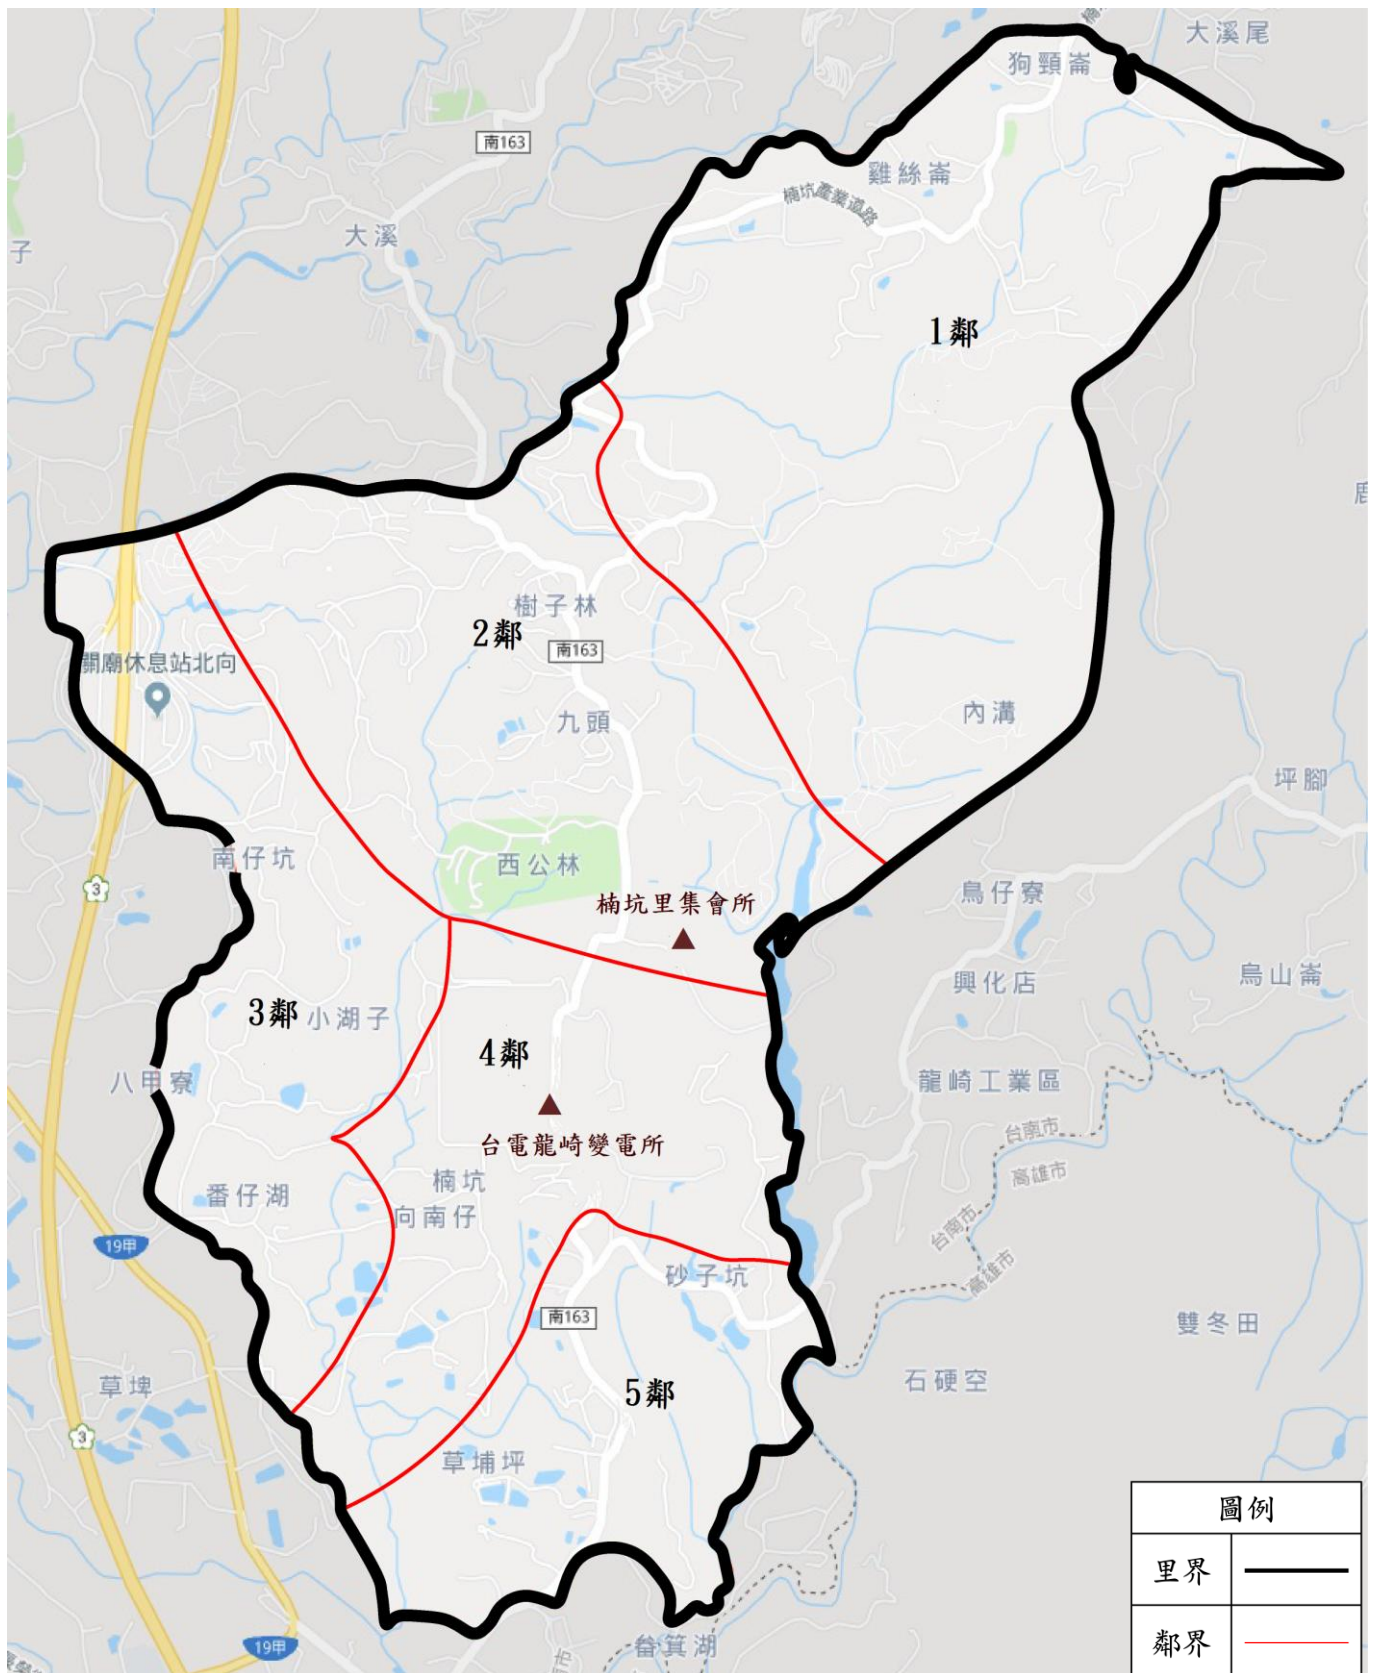 大溪尾
狗頸崙
南163
雞絲崙
楠坑產業道路
大溪
子
1鄰
樹子林
2鄰
南163
關廟休息站北向
九頭
內溝
坪腳
南仔坑
西公林
3
烏仔寮
楠坑里集會所
興化店
烏山崙
3鄰
小湖子
4鄰
八甲寮
龍崎工業區
台南市
台電龍崎變電所
高雄市
楠坑
番仔湖
向南仔
台南市
19甲
砂子坑
高雄市
南163
雙冬田
草埤
5鄰
石硬空
3
草埔坪
圖例
里界
鄰界
畚箕湖
19甲